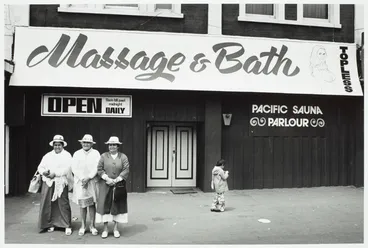 Massage & Bath
TOPLESS
OPEN
DAILY
PACIFIC SAUNA
PARLOUR